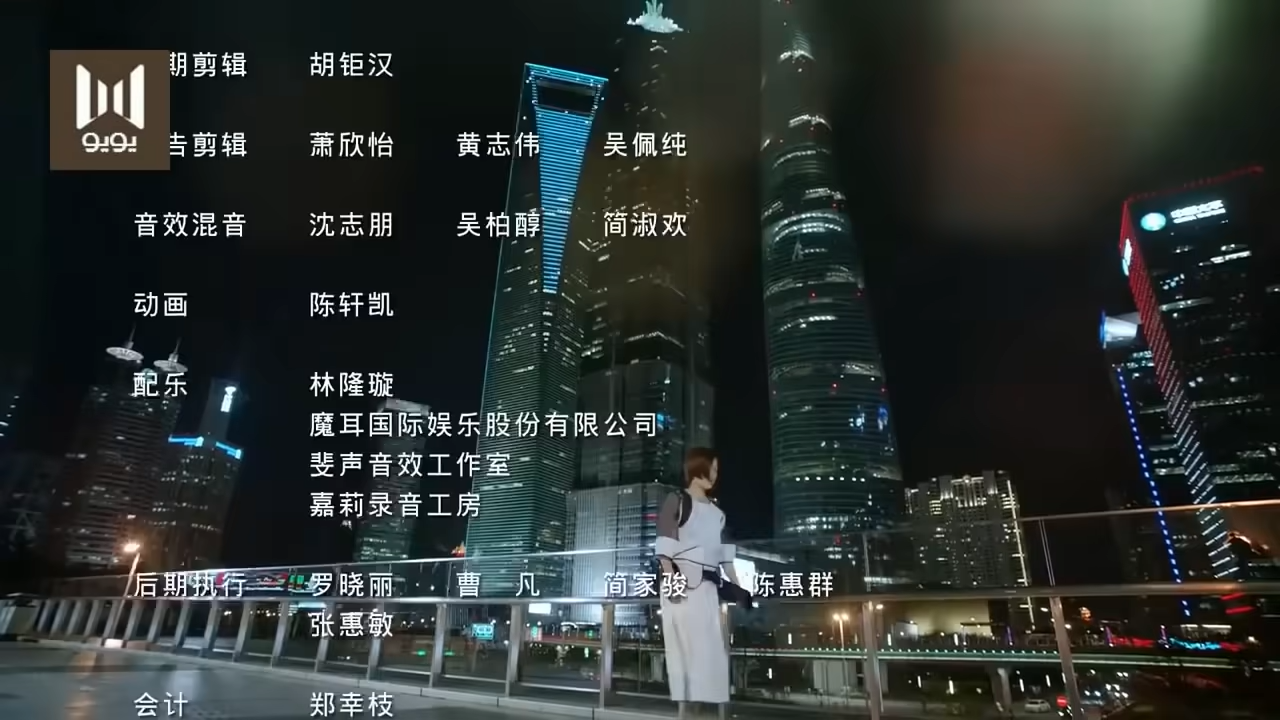 期剪辑 胡钜汉
告剪辑 萧欣怡 黄志伟 吴佩纯
يويو
音效混音 沈志朋 吴柏醇 简淑欢
动画 陈轩凯
配乐 林隆璇
魔耳国际娱乐股份有限公司
斐声音效工作室
嘉莉录音工房
后期执行 罗晓丽 曹 凡 简家骏 陈惠群
张惠敏
会计 郑幸枝